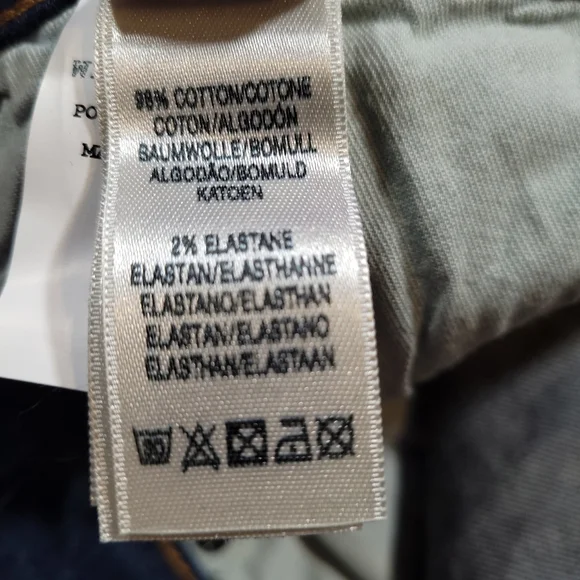 W.
PO
98% COTTON/COTONE
COTON/ALGODÓN
BAUMWOLLE/BOMULL
ALGODÃO/BOMULD
KATOEN
2% ELASTANE
ELASTAN/ELASTHANNE
ELASTANO/ELASTHAN
ELASTAN/ELASTANO
ELASTHAN/ELASTAAN